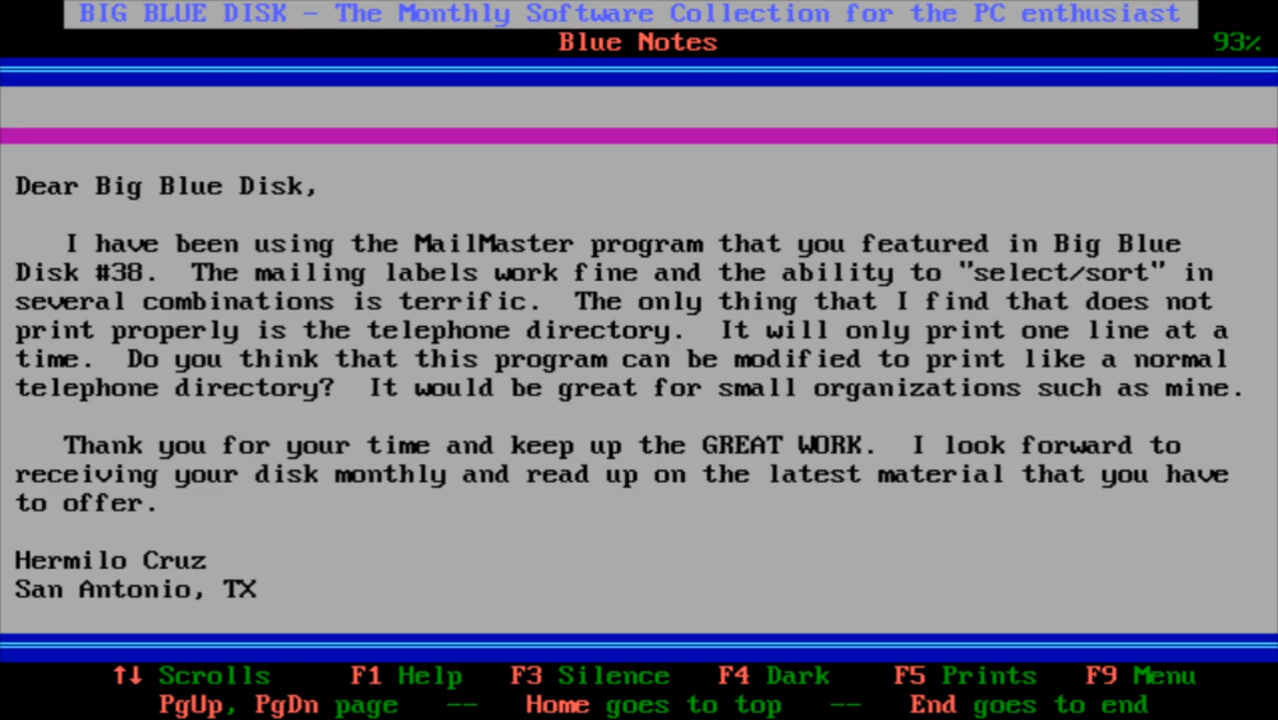 BIG BLUE DISK - The Monthly Software Collection for the PC enthusiast
Blue Notes 93%
Dear Big Blue Disk,
I have been using the MailMaster program that you featured in Big Blue
Disk #38. The mailing labels work fine and the ability to "select/sort" in
several combinations is terrific. The only thing that I find that does not
print properly is the telephone directory. It will only print one line at a
time. Do you think that this program can be modified to print like a normal
telephone directory? It would be great for small organizations such as mine.
Thank you for your time and keep up the GREAT WORK. I look forward to
receiving your disk monthly and read up on the latest material that you have
to offer.
Hermilo Cruz
San Antonio, TX
↑↓ Scrolls F1 Help F3 Silence F4 Dark F5 Prints F9 Menu
PgUp, PgDn page -- Home goes to top -- End goes to end